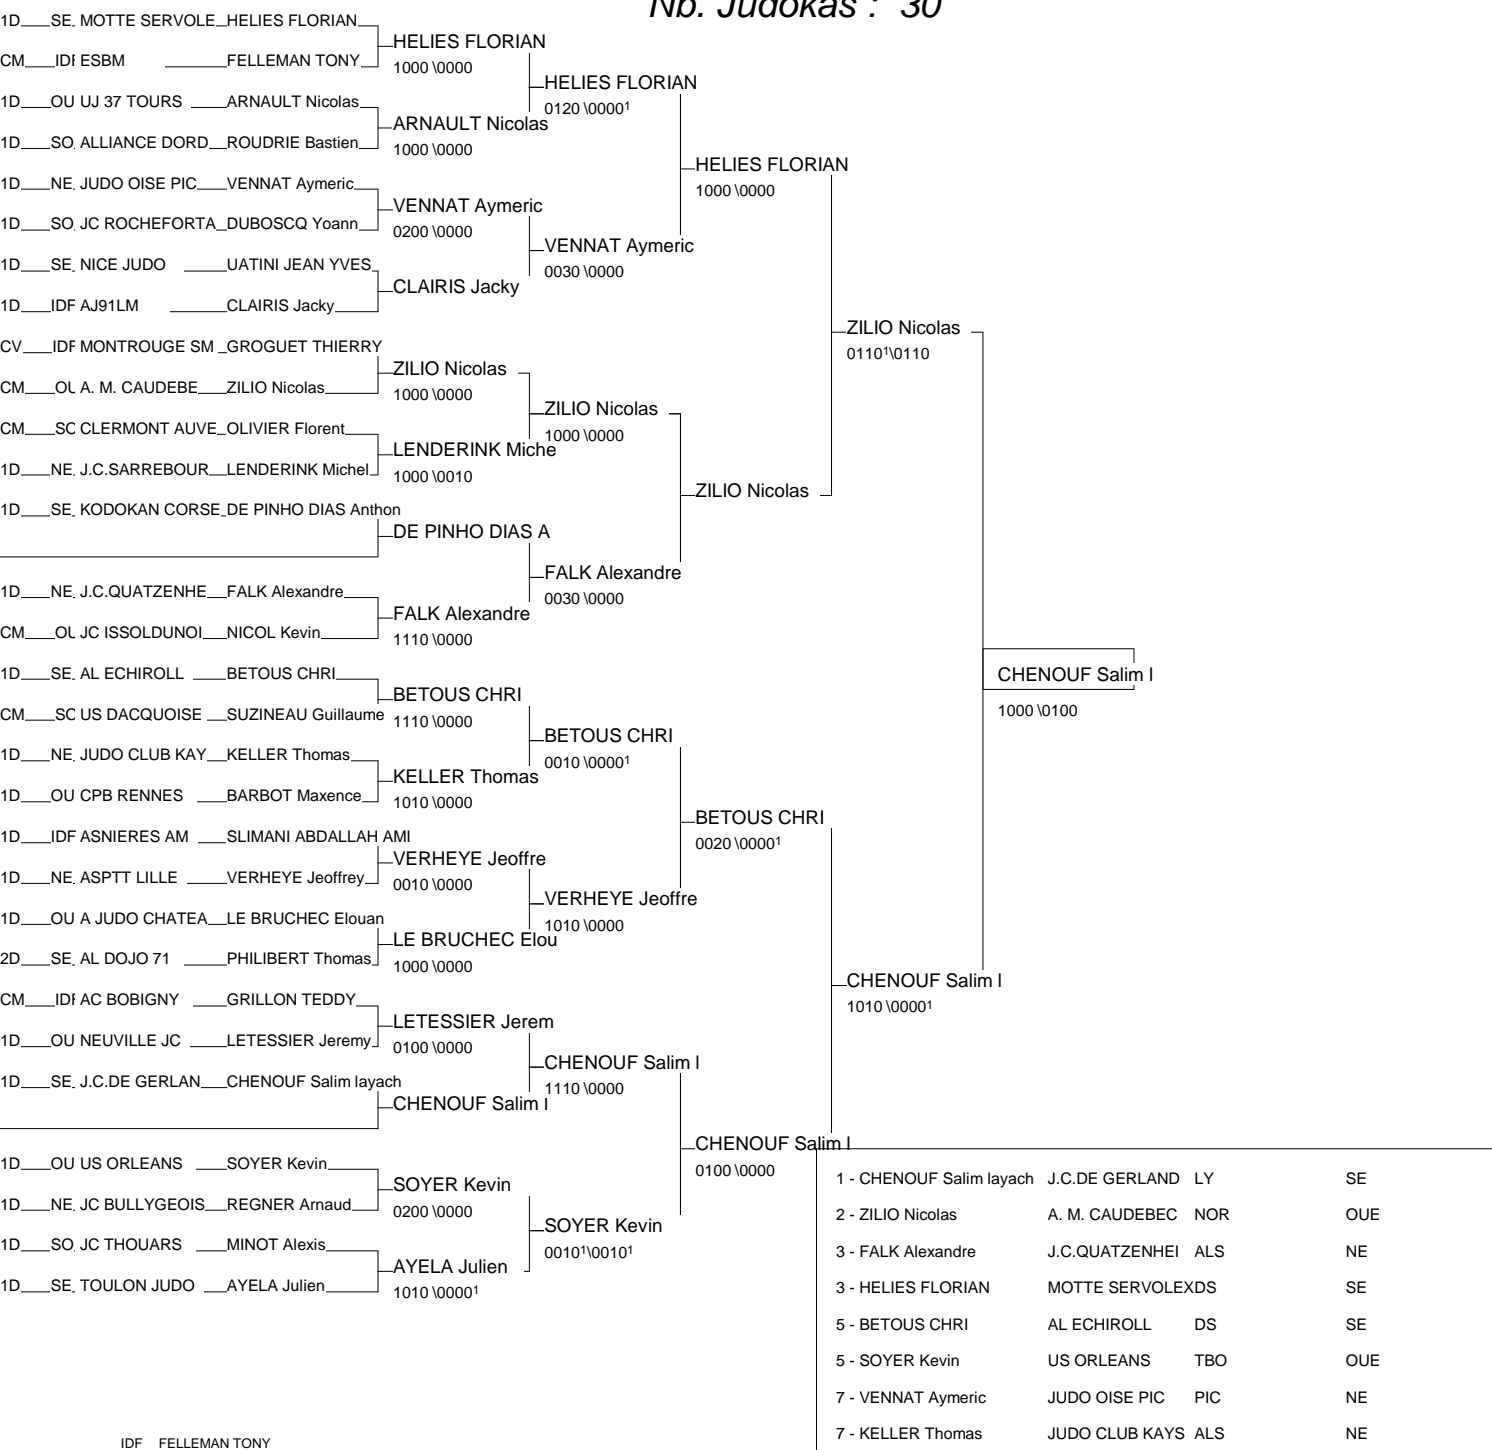 Nb. Judokas : 30
1D SE MOTTE SERVOLE HELIES FLORIAN
HELIES FLORIAN
CM IDF ESBM FELLEMAN TONY
1000 \0000
HELIES FLORIAN
1D OU UJ 37 TOURS ARNAULT Nicolas
0120 \0000¹
ARNAULT Nicolas
1D SO ALLIANCE DORD ROUDRIE Bastien
1000 \0000
HELIES FLORIAN
1D NE JUDO OISE PIC VENNAT Aymeric
1000 \0000
VENNAT Aymeric
1D SO JC ROCHEFORTA DUBOSCQ Yoann
0200 \0000
VENNAT Aymeric
1D SE NICE JUDO UATINI JEAN YVES
0030 \0000
CLAIRIS Jacky
1D IDF AJ91LM CLAIRIS Jacky
ZILIO Nicolas
CV IDF MONTROUGE SM GROGUET THIERRY
0110¹\0110
ZILIO Nicolas
CM OU A. M. CAUDEBE ZILIO Nicolas
1000 \0000
ZILIO Nicolas
CM SO CLERMONT AUVE OLIVIER Florent
1000 \0000
LENDERINK Miche
1D NE J.C.SARREBOUR LENDERINK Michel
1000 \0010
ZILIO Nicolas
1D SE KODOKAN CORSE DE PINHO DIAS Anthon
DE PINHO DIAS A
FALK Alexandre
1D NE J.C.QUATZENHE FALK Alexandre
0030 \0000
FALK Alexandre
CM OU JC ISSOLDUNOI NICOL Kevin
1110 \0000
1D SE AL ECHIROLL BETOUS CHRI
CHENOUF Salim l
BETOUS CHRI
1000 \0100
CM SO US DACQUOISE SUZINEAU Guillaume
1110 \0000
BETOUS CHRI
1D NE JUDO CLUB KAY KELLER Thomas
0010 \0000¹
KELLER Thomas
1D OU CPB RENNES BARBOT Maxence
1010 \0000
BETOUS CHRI
1D IDF ASNIERES AM SLIMANI ABDALLAH AMI
0020 \0000¹
VERHEYE Jeoffre
1D NE ASPTT LILLE VERHEYE Jeoffrey
0010 \0000
VERHEYE Jeoffre
1D OU A JUDO CHATEA LE BRUCHEC Elouan
1010 \0000
LE BRUCHEC Elou
2D SE AL DOJO 71 PHILIBERT Thomas
1000 \0000
CHENOUF Salim l
CM IDF AC BOBIGNY GRILLON TEDDY
1010 \0000¹
LETESSIER Jerem
1D OU NEUVILLE JC LETESSIER Jeremy
0100 \0000
CHENOUF Salim l
1D SE J.C.DE GERLAN CHENOUF Salim layach
1110 \0000
CHENOUF Salim l
CHENOUF Salim l
1D OU US ORLEANS SOYER Kevin
0100 \0000
SOYER Kevin
1D NE JC BULLYGEOIS REGNER Arnaud
0200 \0000
SOYER Kevin
1D SO JC THOUARS MINOT Alexis
0010¹\0010¹
AYELA Julien
1D SE TOULON JUDO AYELA Julien
1010 \0000¹
1 - CHENOUF Salim layach J.C.DE GERLAND LY SE
2 - ZILIO Nicolas A. M. CAUDEBEC NOR OUE
3 - FALK Alexandre J.C.QUATZENHEI ALS NE
3 - HELIES FLORIAN MOTTE SERVOLEXDS SE
5 - BETOUS CHRI AL ECHIROLL DS SE
5 - SOYER Kevin US ORLEANS TBO OUE
7 - VENNAT Aymeric JUDO OISE PIC PIC NE
7 - KELLER Thomas JUDO CLUB KAYS ALS NE
IDF FELLEMAN TONY